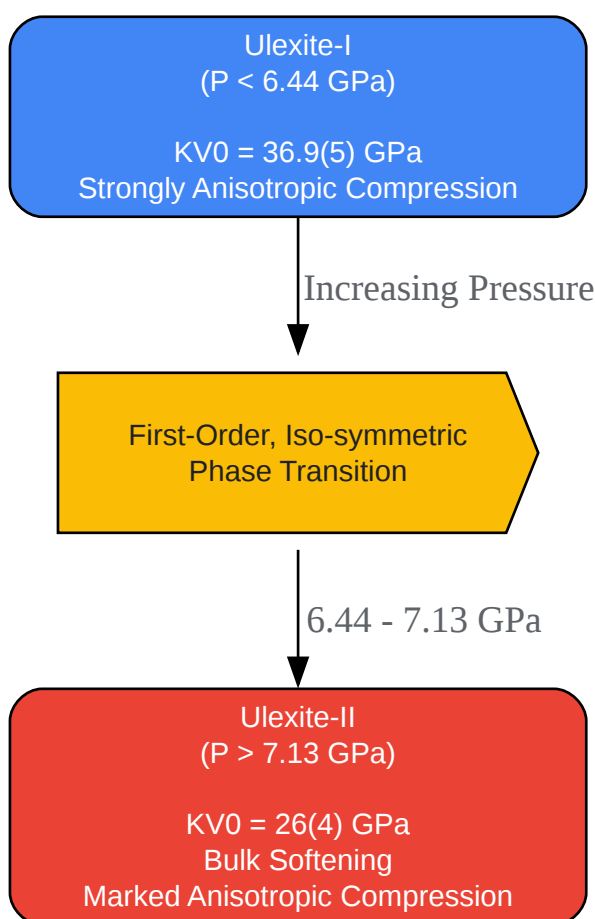 Ulexite-I
(P < 6.44 GPa)
KV0 = 36.9(5) GPa
Strongly Anisotropic Compression
Increasing Pressure
First-Order, Iso-symmetric
Phase Transition
6.44 - 7.13 GPa
Ulexite-II
(P > 7.13 GPa)
KV0 = 26(4) GPa
Bulk Softening
Marked Anisotropic Compression